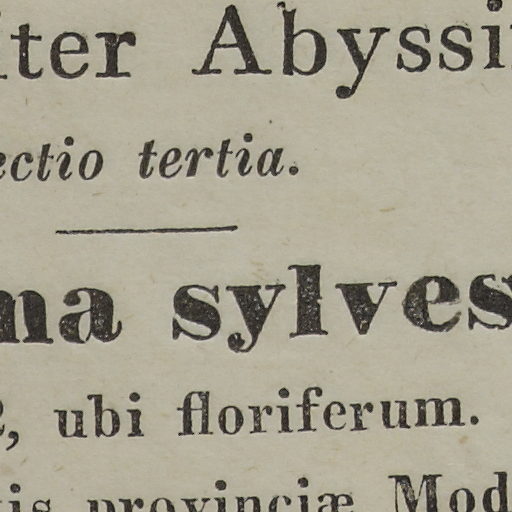 iter Abyssi
ectio tertia.
ma sylves
, ubi floriferum.
is provinciæ Mod